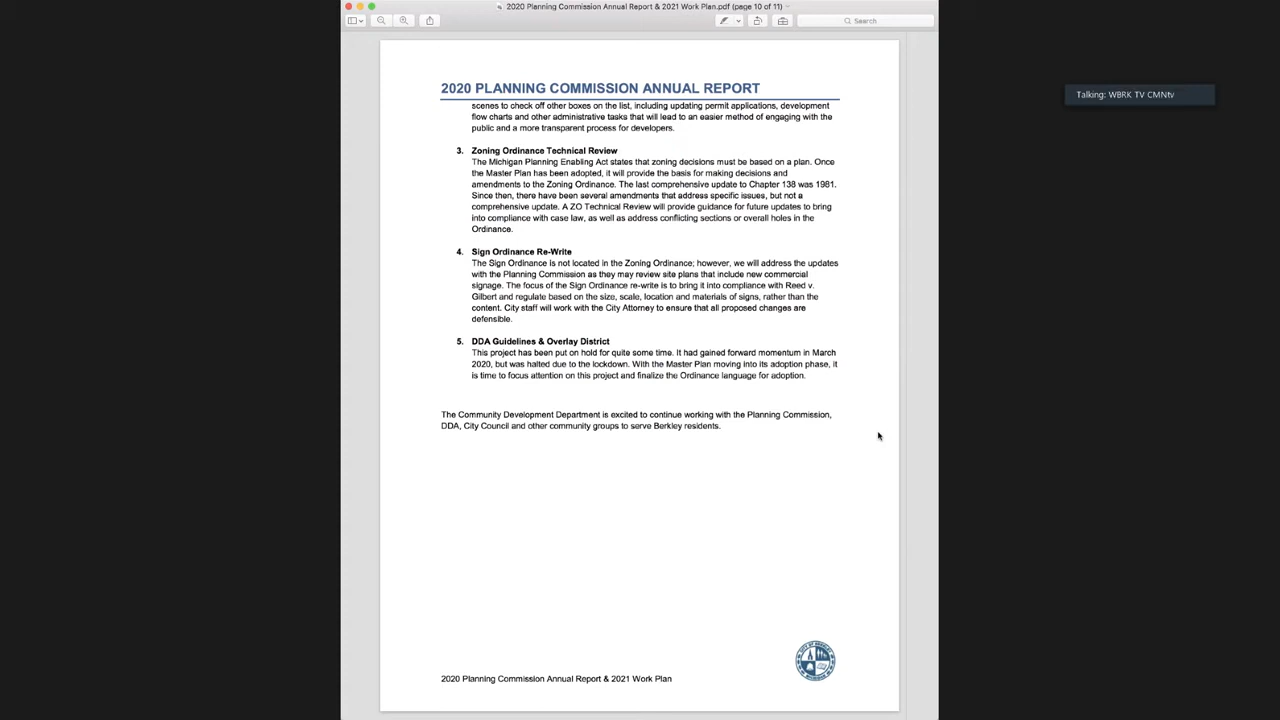 2020 Planning Commission Annual Report & 2021 Work Plan.pdf (page 10 of 11)
Search
Talking: WBRK TV CMNtv
2020 PLANNING COMMISSION ANNUAL REPORT
scenes to check off other boxes on the list, including updating permit applications, development
flow charts and other administrative tasks that will lead to an easier method of engaging with the
public and a more transparent process for developers.
3. Zoning Ordinance Technical Review
The Michigan Planning Enabling Act states that zoning decisions must be based on a plan. Once
the Master Plan has been adopted, it will provide the basis for making decisions and
amendments to the Zoning Ordinance. The last comprehensive update to Chapter 138 was 1981.
Since then, there have been several amendments that address specific issues, but not a
comprehensive update. A ZO Technical Review will provide guidance for future updates to bring
into compliance with case law, as well as address conflicting sections or overall holes in the
Ordinance.
4. Sign Ordinance Re-Write
The Sign Ordinance is not located in the Zoning Ordinance; however, we will address the updates
with the Planning Commission as they may review site plans that include new commercial
signage. The focus of the Sign Ordinance re-write is to bring it into compliance with Reed v.
Gilbert and regulate based on the size, scale, location and materials of signs, rather than the
content. City staff will work with the City Attorney to ensure that all proposed changes are
defensible.
5. DDA Guidelines & Overlay District
This project has been put on hold for quite some time. It had gained forward momentum in March
2020, but was halted due to the lockdown. With the Master Plan moving into its adoption phase, it
is time to focus attention on this project and finalize the Ordinance language for adoption.
The Community Development Department is excited to continue working with the Planning Commission,
DDA, City Council and other community groups to serve Berkley residents.
2020 Planning Commission Annual Report & 2021 Work Plan